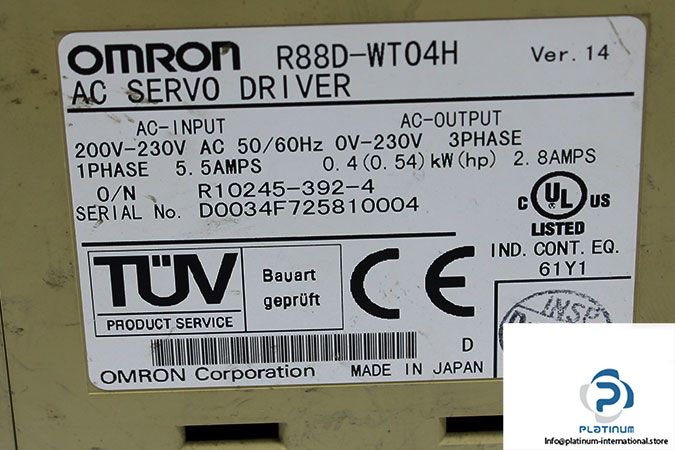 OMRON R88D-WT04H Ver. 14
AC SERVO DRIVER
AC-INPUT AC-OUTPUT
200V-230V AC 50/60Hz 0V-230V 3PHASE
1PHASE 5.5AMPS 0.4(0.54)kW(hp) 2.8AMPS
O/N R10245-392-4
SERIAL No. D0034F725810004
C UL US
LISTED
IND. CONT. EQ.
61Y1
TÜV
PRODUCT SERVICE
Bauart
geprüft
CE
INSP
D
OMRON Corporation MADE IN JAPAN
PLATINUM
Info@platinum-international.store